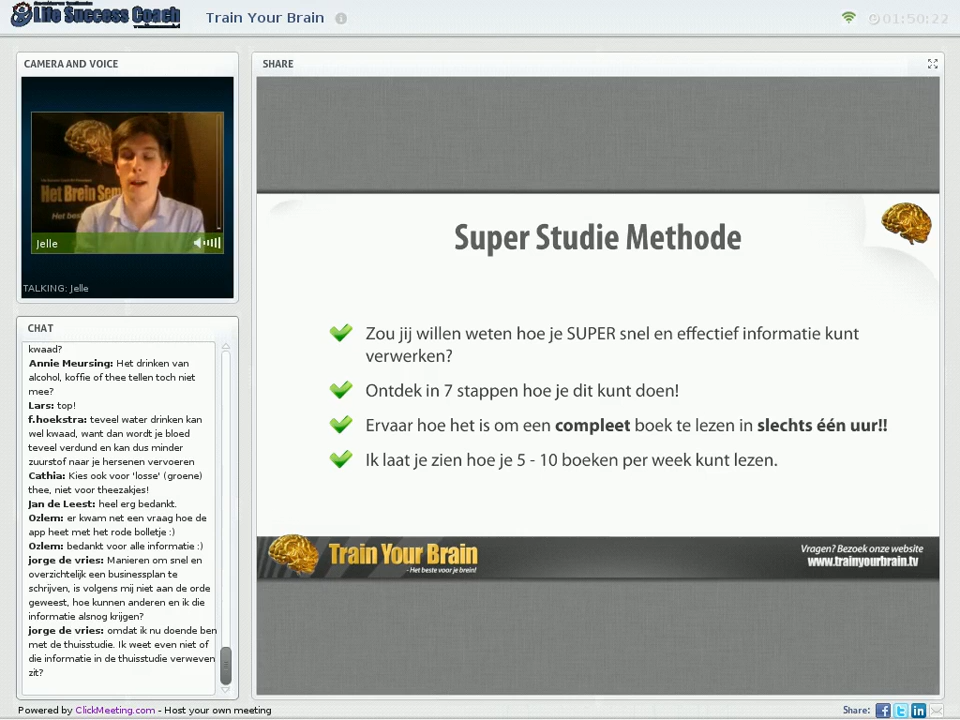 Life Success Coach
Train Your Brain
01:50:22
CAMERA AND VOICE
Het Brein Sem
Jelle
TALKING: Jelle
CHAT
kwaad?
Annie Meursing: Het drinken van
alcohol, koffie of thee tellen toch niet
mee?
Lars: top!
f.hoekstra: teveel water drinken kan
wel kwaad, want dan wordt je bloed
teveel verdund en kan dus minder
zuurstof naar je hersenen vervoeren
Cathia: Kies ook voor 'losse' (groene)
thee, niet voor theezakjes!
Jan de Leest: heel erg bedankt.
Ozlem: er kwam net een vraag hoe de
app heet met het rode bolletje :)
Ozlem: bedankt voor alle informatie :)
jorge de vries: Manieren om snel en
overzichtelijk een businessplan te
schrijven, is volgens mij niet aan de orde
geweest, hoe kunnen anderen en ik die
informatie alsnog krijgen?
jorge de vries: omdat ik nu doende ben
met de thuisstudie. Ik weet even niet of
die informatie in de thuisstudie verweven
zit?
SHARE
Super Studie Methode
Zou jij willen weten hoe je SUPER snel en effectief informatie kunt
verwerken?
Ontdek in 7 stappen hoe je dit kunt doen!
Ervaar hoe het is om een compleet boek te lezen in slechts één uur!!
Ik laat je zien hoe je 5 - 10 boeken per week kunt lezen.
Train Your Brain
- Het beste voor je brein!
Vragen? Bezoek onze website
www.trainyourbrain.tv
Powered by ClickMeeting.com - Host your own meeting
Share: